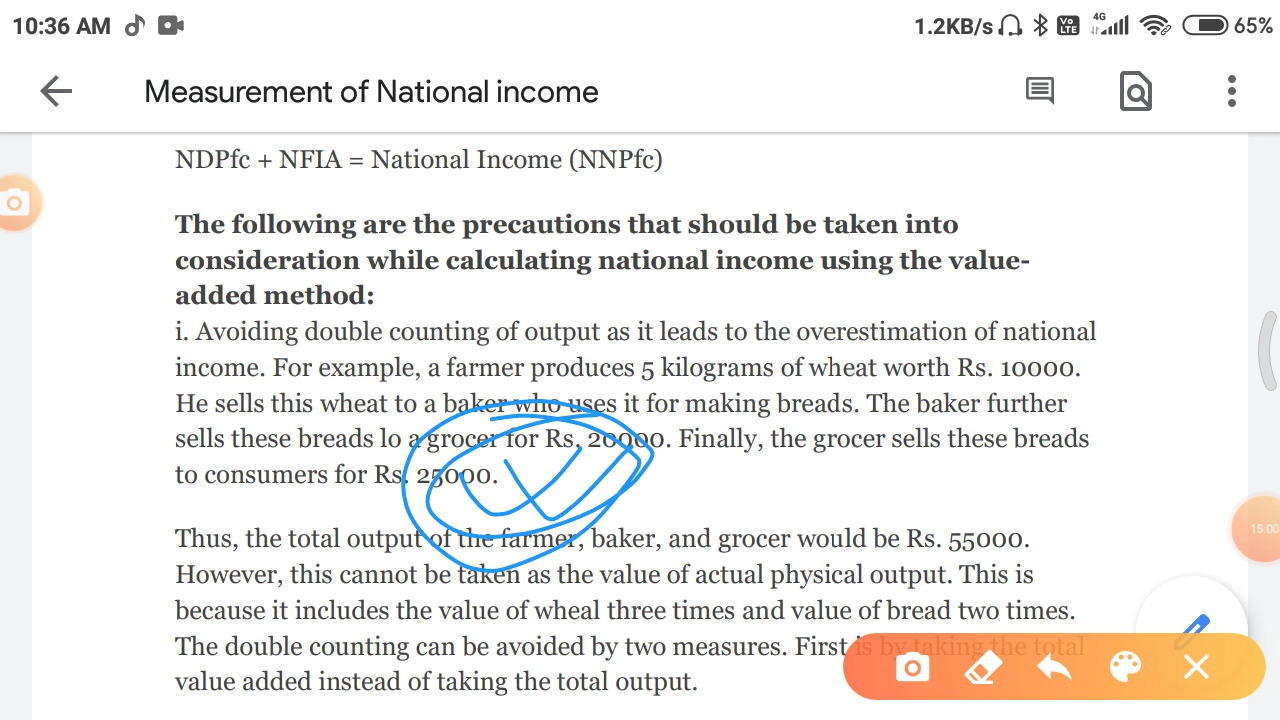 10:36 AM 1.2KB/s Vo LTE 4G 65%
Measurement of National income
NDPfc + NFIA = National Income (NNPfc)
The following are the precautions that should be taken into
consideration while calculating national income using the value-
added method:
i. Avoiding double counting of output as it leads to the overestimation of national
income. For example, a farmer produces 5 kilograms of wheat worth Rs. 10000.
He sells this wheat to a baker who uses it for making breads. The baker further
sells these breads lo a grocer for Rs. 20000. Finally, the grocer sells these breads
to consumers for Rs. 25000.
Thus, the total output of the farmer, baker, and grocer would be Rs. 55000.
However, this cannot be taken as the value of actual physical output. This is
because it includes the value of wheal three times and value of bread two times.
The double counting can be avoided by two measures. First is by taking the total
value added instead of taking the total output.
15:00